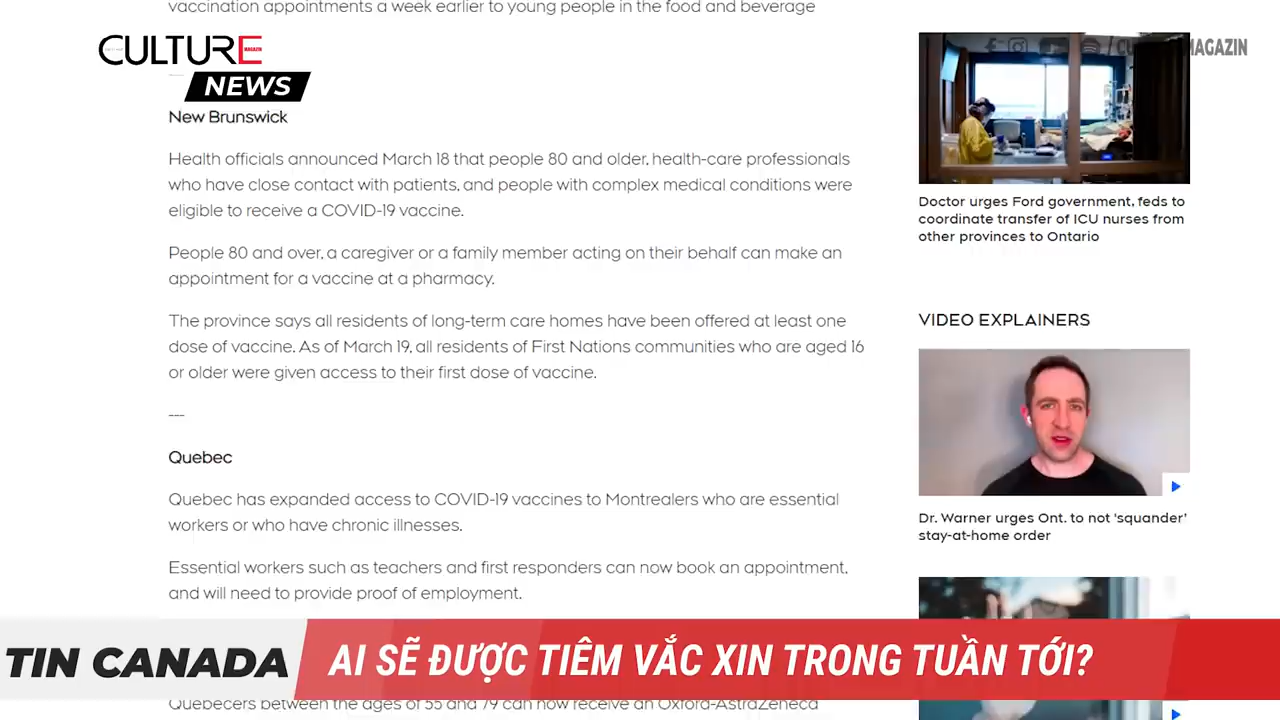 vaccination appointments a week earlier to young people in the food and beverage
CULTURE MAGAZIN
NEWS
MAGAZIN
New Brunswick
Health officials announced March 18 that people 80 and older, health-care professionals
who have close contact with patients, and people with complex medical conditions were
eligible to receive a COVID-19 vaccine.
People 80 and over, a caregiver or a family member acting on their behalf can make an
appointment for a vaccine at a pharmacy.
The province says all residents of long-term care homes have been offered at least one
dose of vaccine. As of March 19, all residents of First Nations communities who are aged 16
or older were given access to their first dose of vaccine.
---
Quebec
Quebec has expanded access to COVID-19 vaccines to Montrealers who are essential
workers or who have chronic illnesses.
Essential workers such as teachers and first responders can now book an appointment,
and will need to provide proof of employment.
Quebecers between the ages of 55 and 79 can now receive an Oxford-AstraZeneca
Doctor urges Ford government, feds to
coordinate transfer of ICU nurses from
other provinces to Ontario
VIDEO EXPLAINERS
Dr. Warner urges Ont. to not 'squander'
stay-at-home order
TIN CANADA
AI SẼ ĐƯỢC TIÊM VẮC XIN TRONG TUẦN TỚI?